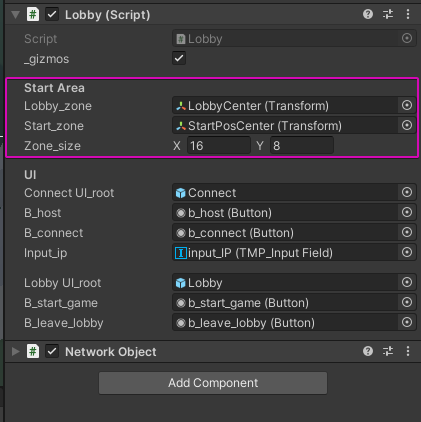 Lobby (Script)
Script Lobby
_gizmos
Start Area
Lobby_zone LobbyCenter (Transform)
Start_zone StartPosCenter (Transform)
Zone_size X 16 Y 8
UI
Connect UI_root Connect
B_host b_host (Button)
B_connect b_connect (Button)
Input_ip input_IP (TMP_Input Field)
Lobby UI_root Lobby
B_start_game b_start_game (Button)
B_leave_lobby b_leave_lobby (Button)
Network Object
Add Component